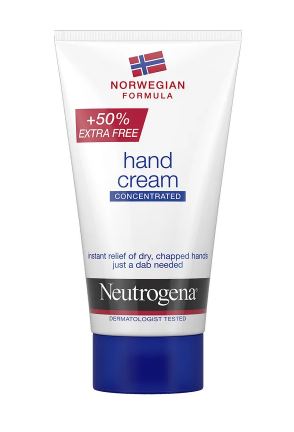 NORWEGIAN
FORMULA
+50%
EXTRA FREE
hand
cream
CONCENTRATED
instant relief of dry, chapped hands
just a dab needed
Neutrogena®
DERMATOLOGIST TESTED